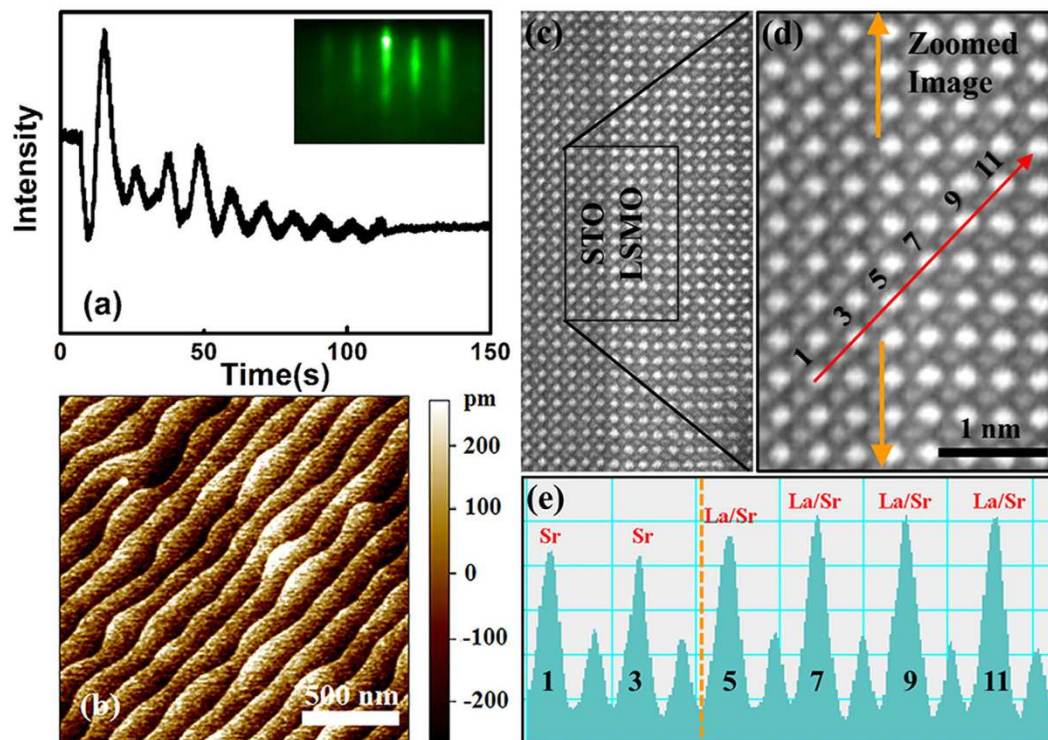 (a)
Intensity
0
50
100
150
Time(s)
(b)
500 nm
pm
200
100
0
-100
-200
(c)
STO
LSMO
(d)
Zoomed
Image
1
3
5
7
9
11
1 nm
(e)
Sr
Sr
La/Sr
La/Sr
La/Sr
La/Sr
1
3
5
7
9
11